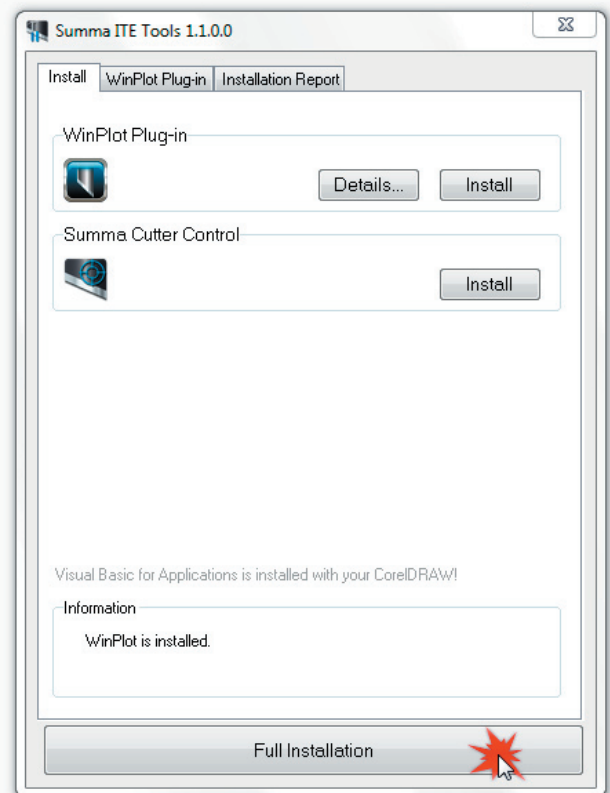 Summa ITE Tools 1.1.0.0
Install WinPlot Plug-in Installation Report
WinPlot Plug-in
Details... Install
Summa Cutter Control
Install
Visual Basic for Applications is installed with your CorelDRAW!
Information
WinPlot is installed.
Full Installation